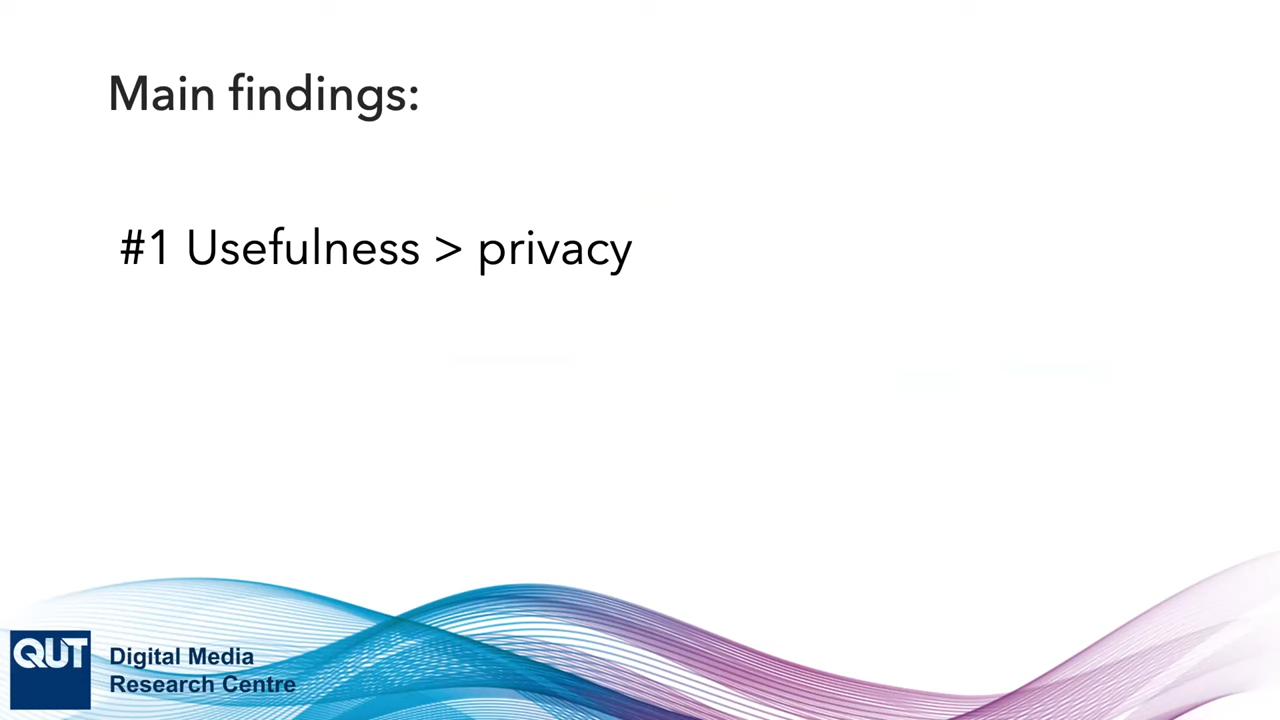 Main findings:
#1 Usefulness > privacy
QUT
Digital Media
Research Centre